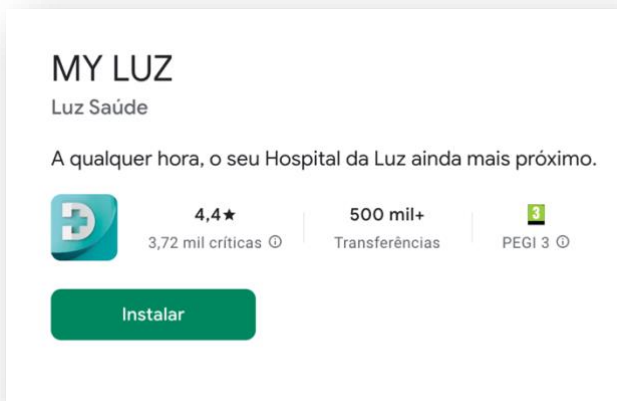 MY LUZ
Luz Saúde
A qualquer hora, o seu Hospital da Luz ainda mais próximo.
4,4★ 500 mil+ 3
3,72 mil críticas ⓘ Transferências PEGI 3 ⓘ
Instalar